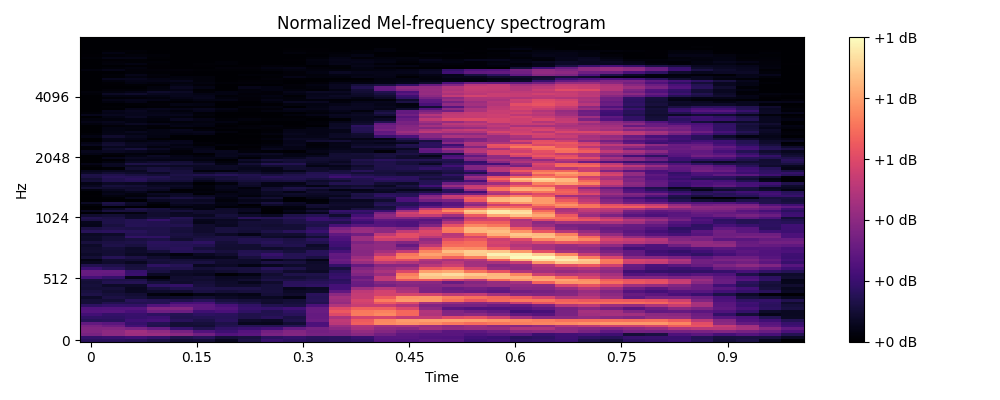 Normalized Mel-frequency spectrogram
Hz
4096
2048
1024
512
0
0 0.15 0.3 0.45 0.6 0.75 0.9
Time
+1 dB
+1 dB
+1 dB
+0 dB
+0 dB
+0 dB